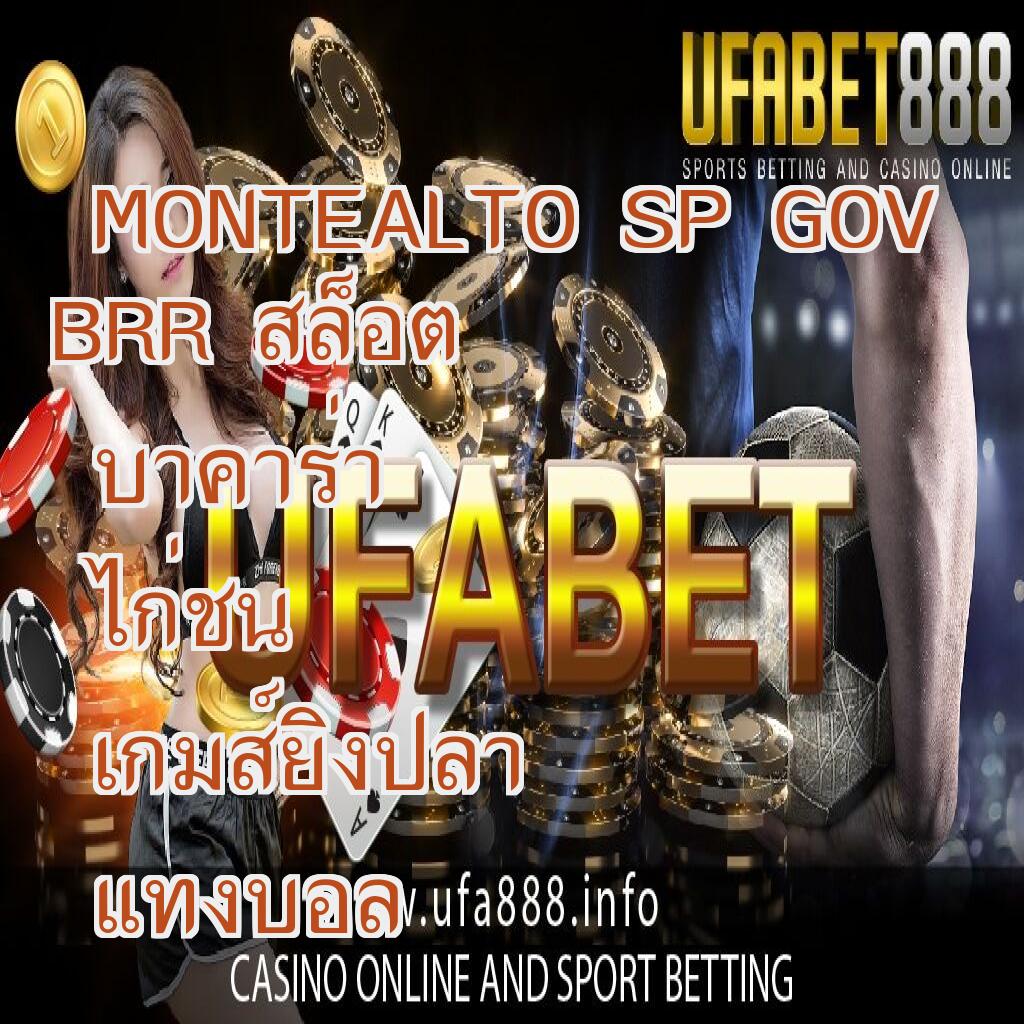 UFABET888
SPORTS BETTING AND CASINO ONLINE
MONTEALTO SP GOV
BRR สล็อต
บาคาร่า
UFABET
ไก่ชน
เกมส์ยิงปลา
แทงบอล
.ufa888.info
CASINO ONLINE AND SPORT BETTING
Q
K
A
1